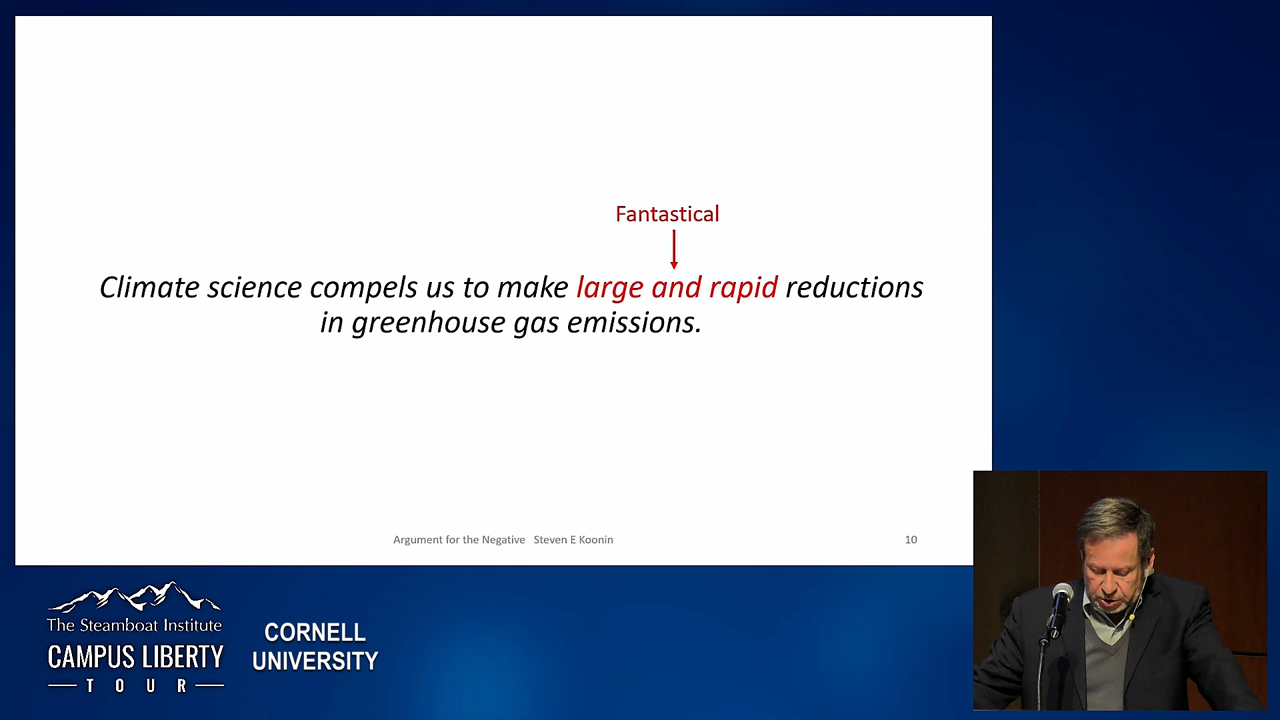 Fantastical
Climate science compels us to make large and rapid reductions
in greenhouse gas emissions.
Argument for the Negative Steven E Koonin
10
The Steamboat Institute
CAMPUS LIBERTY
TOUR
CORNELL
UNIVERSITY